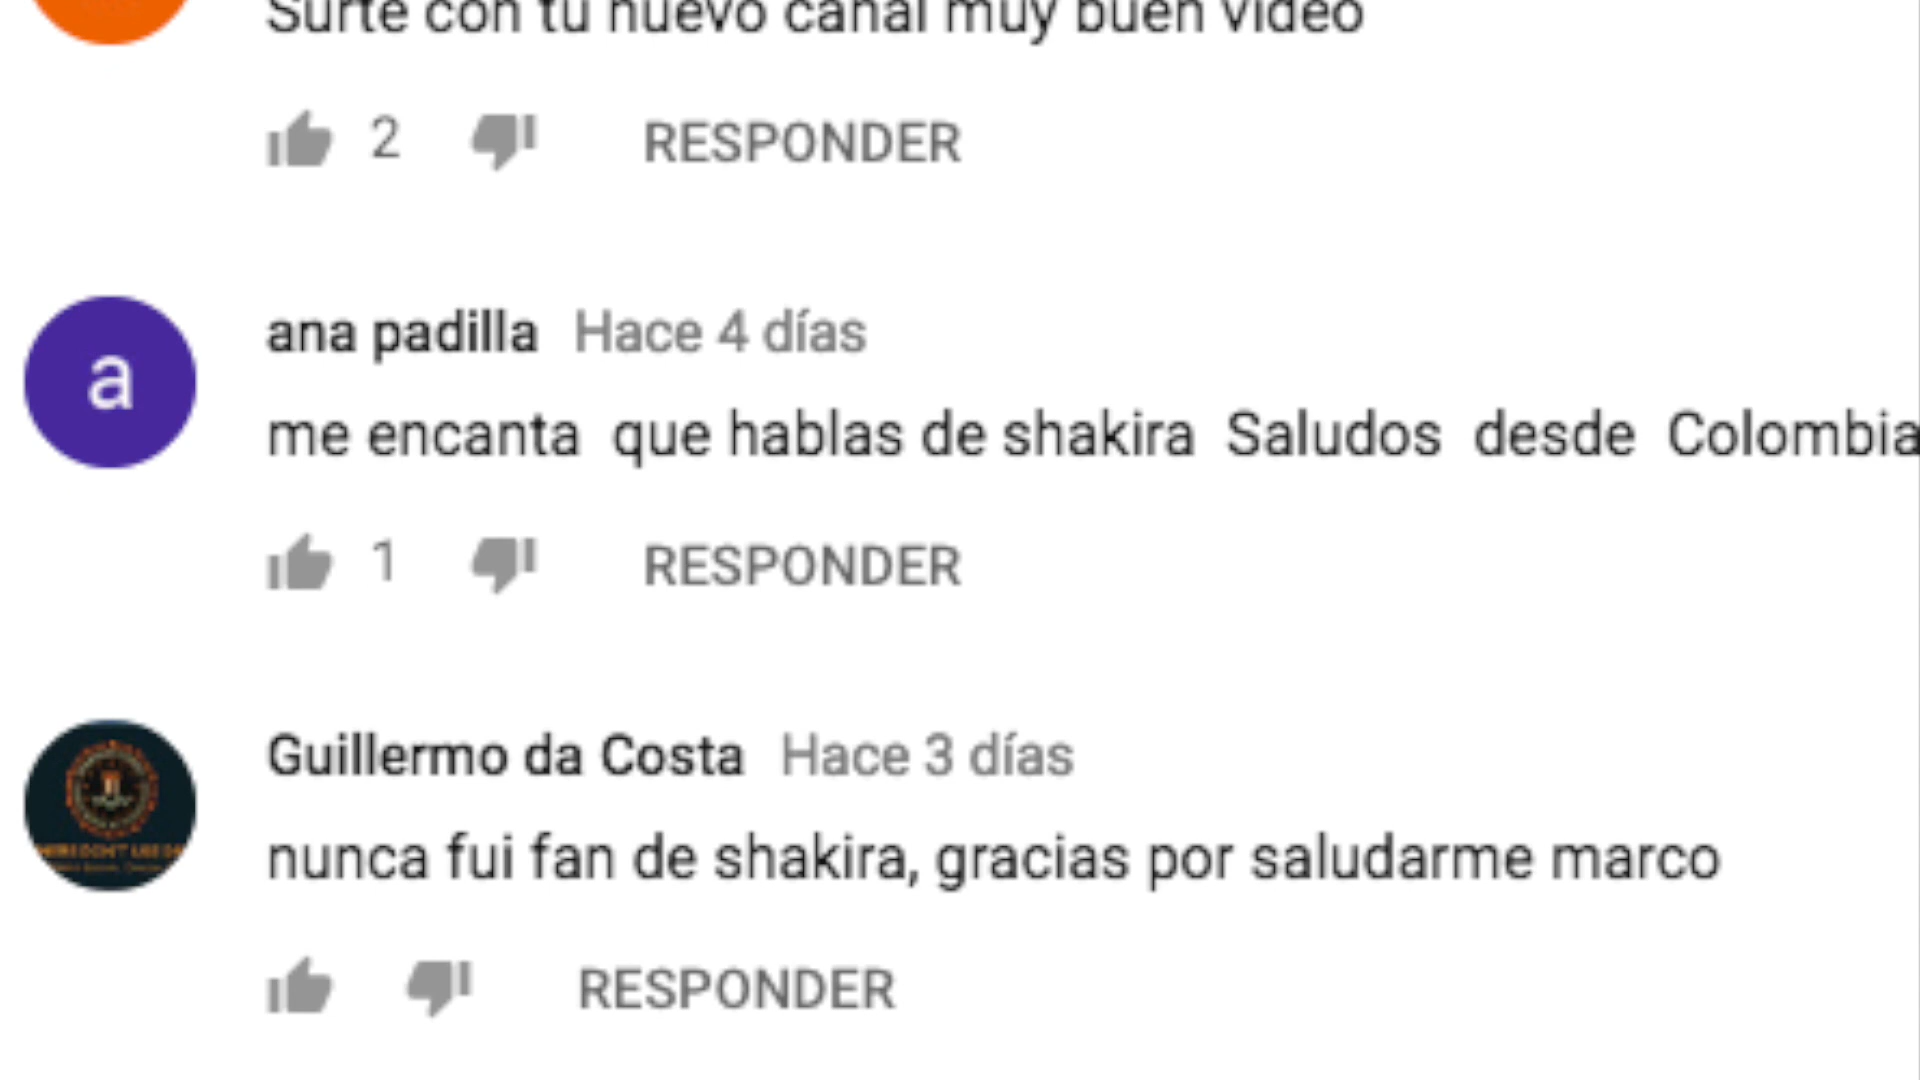 Surte con tu nuevo canal muy buen video
2 RESPONDER
a
ana padilla Hace 4 días
me encanta que hablas de shakira Saludos desde Colombia
1 RESPONDER
Guillermo da Costa Hace 3 días
nunca fui fan de shakira, gracias por saludarme marco
RESPONDER